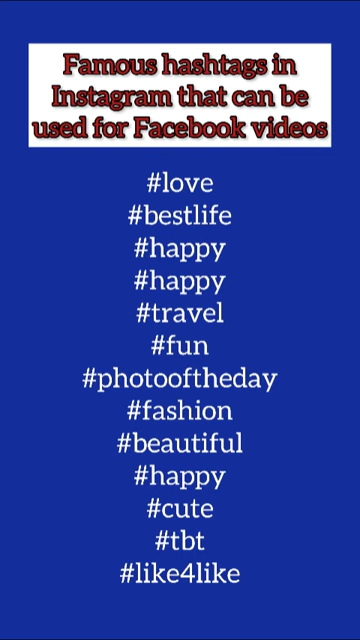 Famous hashtags in
Instagram that can be
used for Facebook videos
#love
#bestlife
#happy
#happy
#travel
#fun
#photooftheday
#fashion
#beautiful
#happy
#cute
#tbt
#like4like